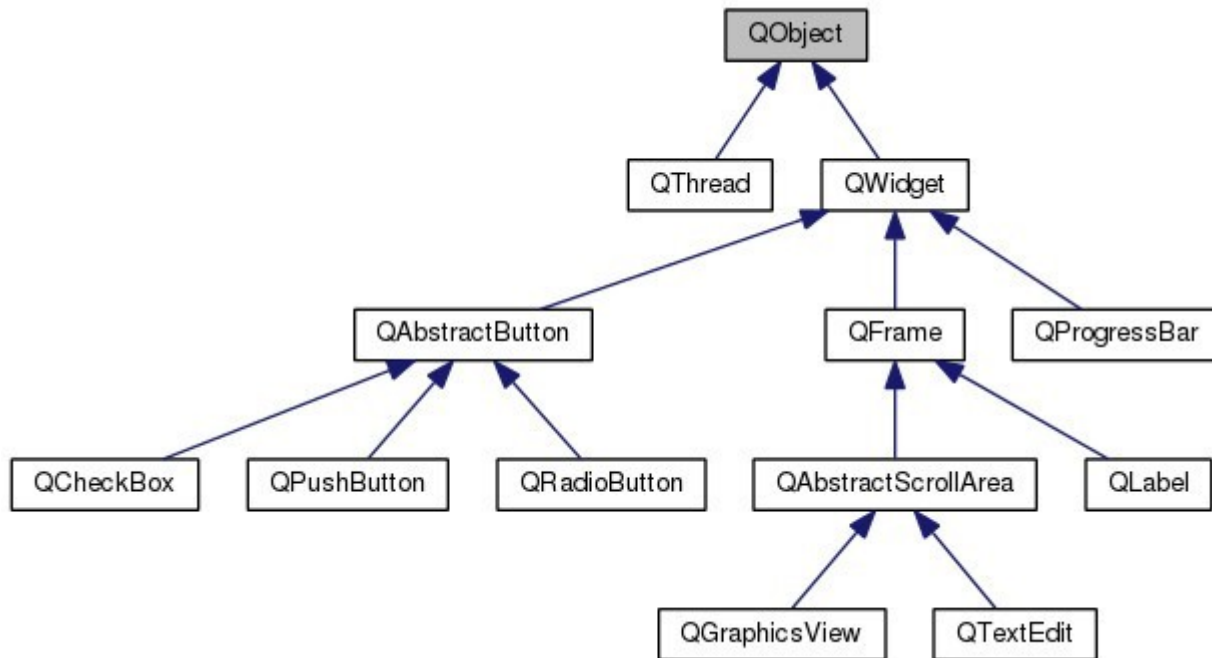 QObject
QThread
QWidget
QAbstractButton
QFrame
QProgressBar
QCheckBox
QPushButton
QRadioButton
QAbstractScrollArea
QLabel
QGraphicsView
QTextEdit